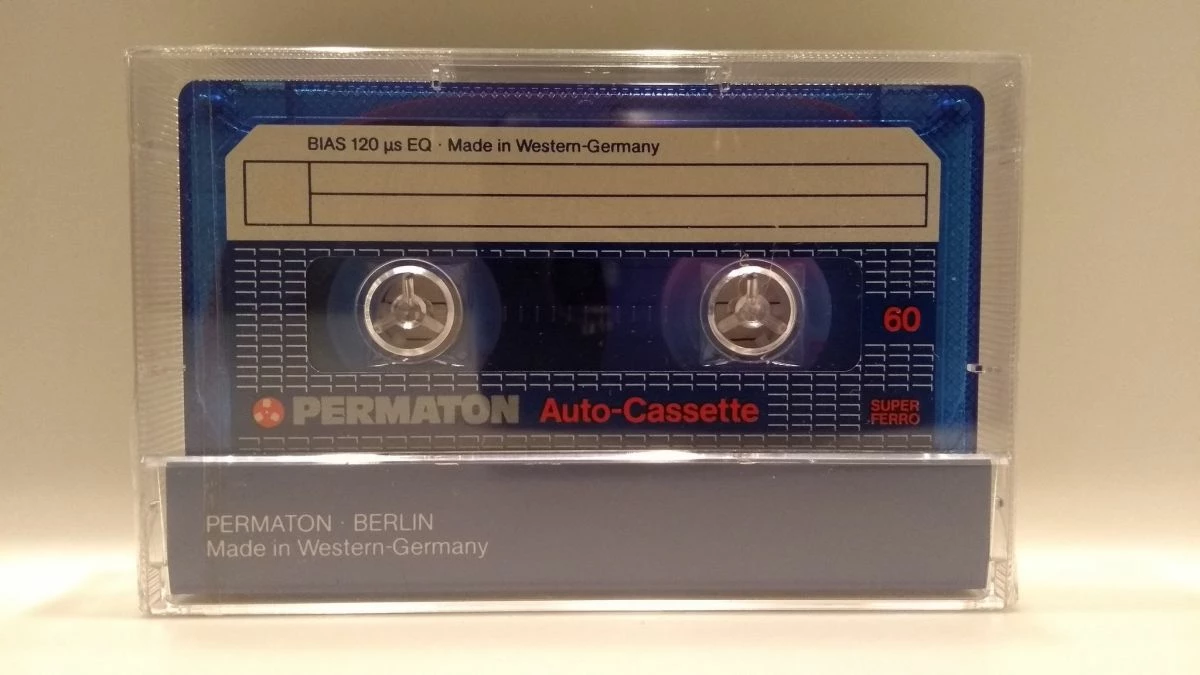 BIAS 120 µs EQ · Made in Western-Germany
60
PERMATON Auto-Cassette
SUPER
FERRO
PERMATON · BERLIN
Made in Western-Germany